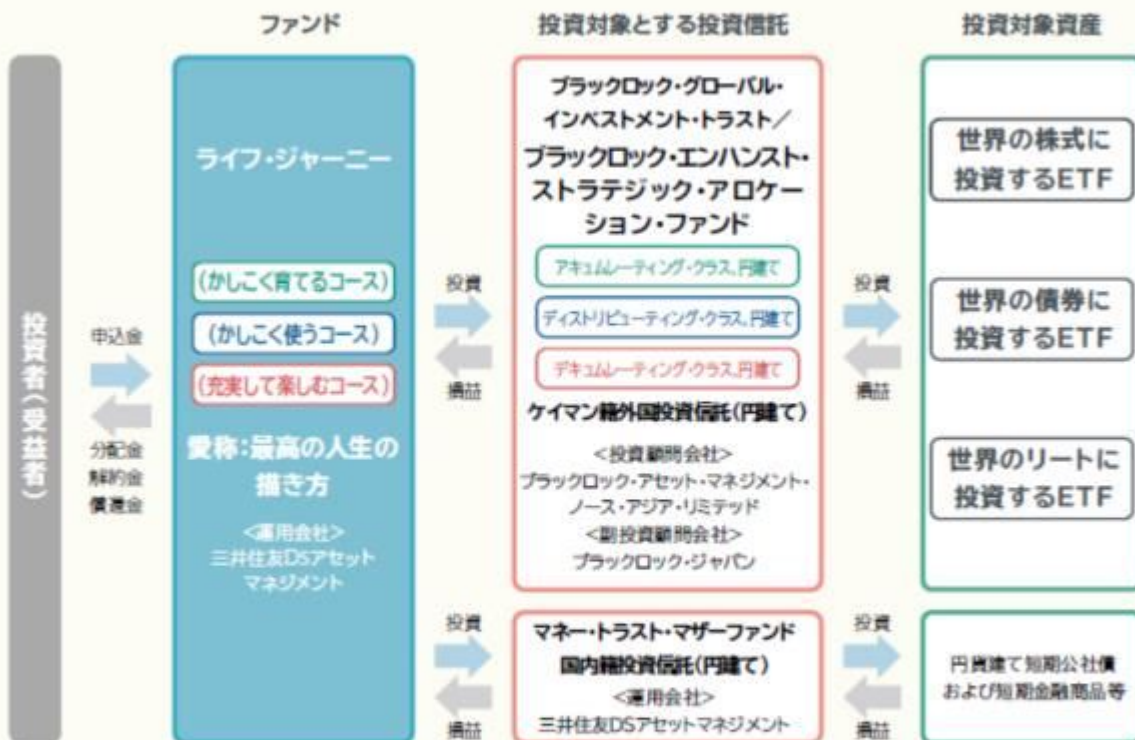 ファンド
投資対象とする投資信託
投資対象資産
投資者(受益者)
申込金
分配金
解約金
償還金
ライフ・ジャーニー
(かしこく育てるコース)
(かしこく使うコース)
(充実して楽しむコース)
愛称:最高の人生の
描き方
<運用会社>
三井住友DSアセット
マネジメント
投資
損益
ブラックロック・グローバル・
インベストメント・トラスト/
ブラックロック・エンハンスト・
ストラテジック・アロケー
ション・ファンド
アキュムレーティング・クラス、円建て
ディストリビューティング・クラス、円建て
デキュムレーティング・クラス、円建て
ケイマン籍外国投資信託(円建て)
<投資顧問会社>
ブラックロック・アセット・マネジメント・
ノース・アジア・リミテッド
<副投資顧問会社>
ブラックロック・ジャパン
投資
損益
世界の株式に
投資するETF
世界の債券に
投資するETF
世界のリートに
投資するETF
投資
損益
マネー・トラスト・マザーファンド
国内籍投資信託(円建て)
<運用会社>
三井住友DSアセットマネジメント
投資
損益
円貨建て短期公社債
および短期金融商品等